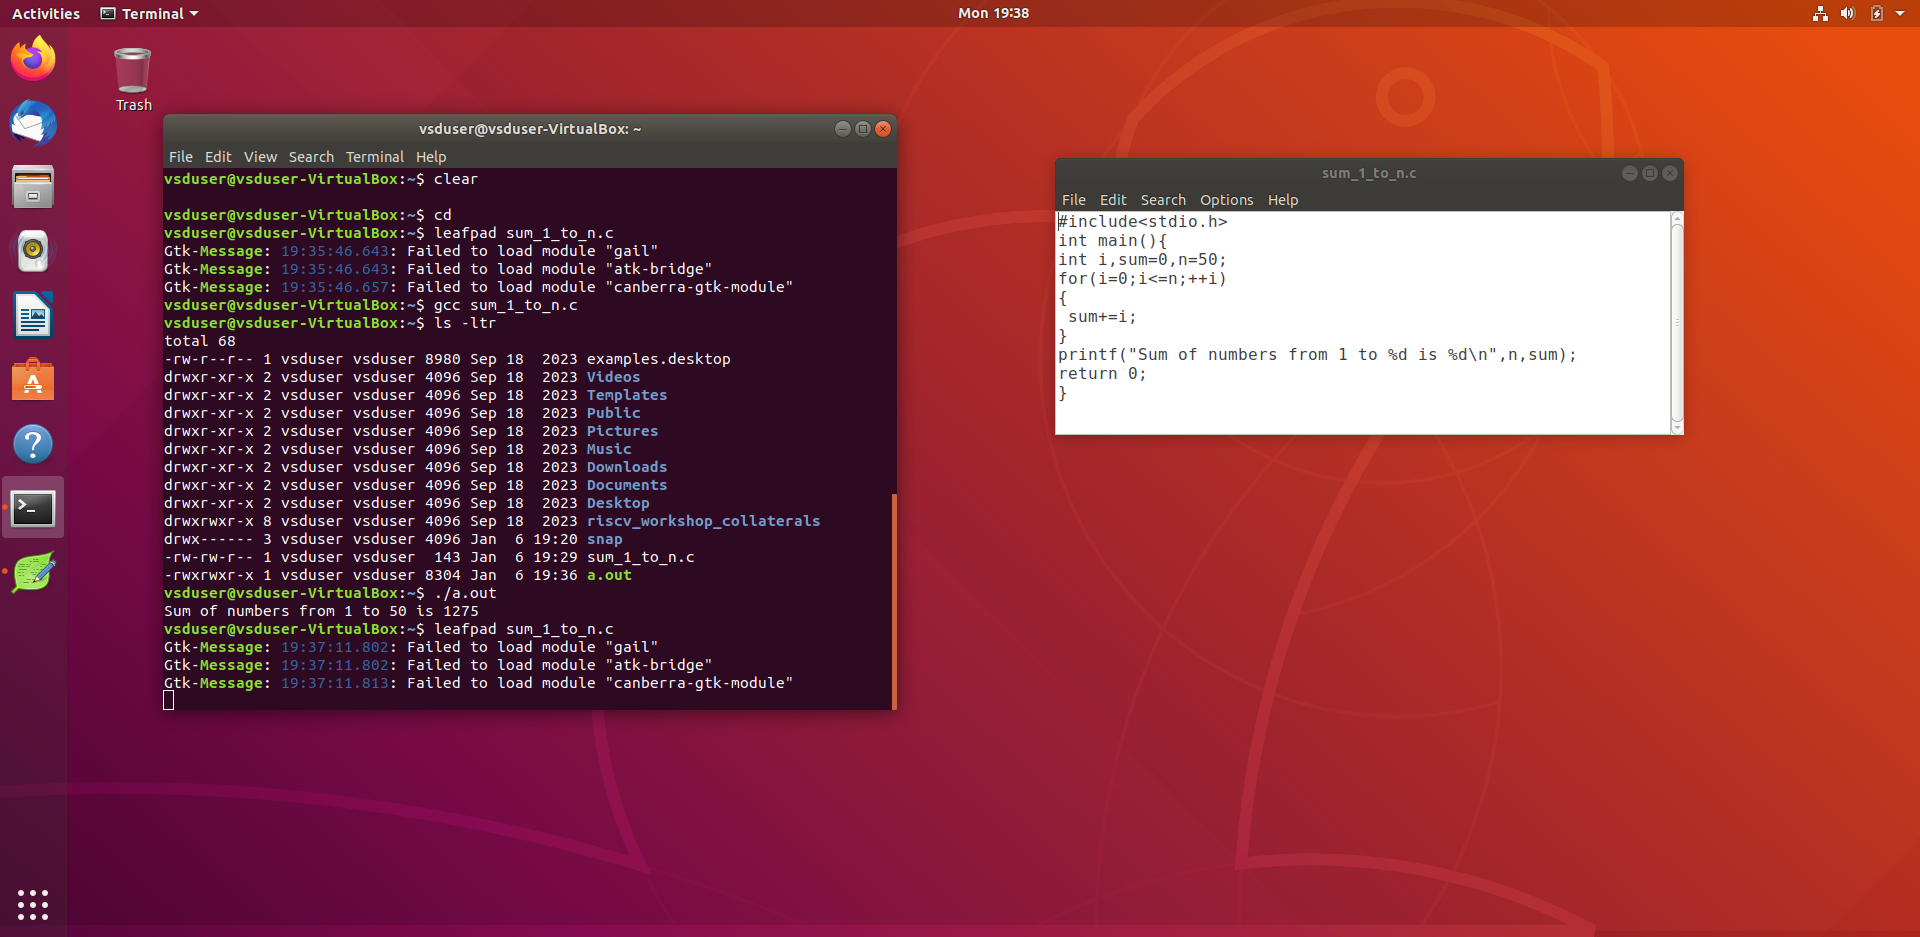 Activities Terminal Mon 19:38
Trash
vsduser@vsduser-VirtualBox: ~
File Edit View Search Terminal Help
vsduser@vsduser-VirtualBox:~$ clear
vsduser@vsduser-VirtualBox:~$ cd
vsduser@vsduser-VirtualBox:~$ leafpad sum_1_to_n.c
Gtk-Message: 19:35:46.643: Failed to load module "gail"
Gtk-Message: 19:35:46.643: Failed to load module "atk-bridge"
Gtk-Message: 19:35:46.657: Failed to load module "canberra-gtk-module"
vsduser@vsduser-VirtualBox:~$ gcc sum_1_to_n.c
vsduser@vsduser-VirtualBox:~$ ls -ltr
total 68
-rw-r--r-- 1 vsduser vsduser 8980 Sep 18  2023 examples.desktop
drwxr-xr-x 2 vsduser vsduser 4096 Sep 18  2023 Videos
drwxr-xr-x 2 vsduser vsduser 4096 Sep 18  2023 Templates
drwxr-xr-x 2 vsduser vsduser 4096 Sep 18  2023 Public
drwxr-xr-x 2 vsduser vsduser 4096 Sep 18  2023 Pictures
drwxr-xr-x 2 vsduser vsduser 4096 Sep 18  2023 Music
drwxr-xr-x 2 vsduser vsduser 4096 Sep 18  2023 Downloads
drwxr-xr-x 2 vsduser vsduser 4096 Sep 18  2023 Documents
drwxr-xr-x 2 vsduser vsduser 4096 Sep 18  2023 Desktop
drwxrwxr-x 8 vsduser vsduser 4096 Sep 18  2023 riscv_workshop_collaterals
drwx------ 3 vsduser vsduser 4096 Jan  6 19:20 snap
-rw-rw-r-- 1 vsduser vsduser  143 Jan  6 19:29 sum_1_to_n.c
-rwxrwxr-x 1 vsduser vsduser 8304 Jan  6 19:36 a.out
vsduser@vsduser-VirtualBox:~$ ./a.out
Sum of numbers from 1 to 50 is 1275
vsduser@vsduser-VirtualBox:~$ leafpad sum_1_to_n.c
Gtk-Message: 19:37:11.802: Failed to load module "gail"
Gtk-Message: 19:37:11.802: Failed to load module "atk-bridge"
Gtk-Message: 19:37:11.813: Failed to load module "canberra-gtk-module"
sum_1_to_n.c
File Edit Search Options Help
#include<stdio.h>
int main(){
int i,sum=0,n=50;
for(i=0;i<=n;++i)
{
 sum+=i;
}
printf("Sum of numbers from 1 to %d is %d\n",n,sum);
return 0;
}